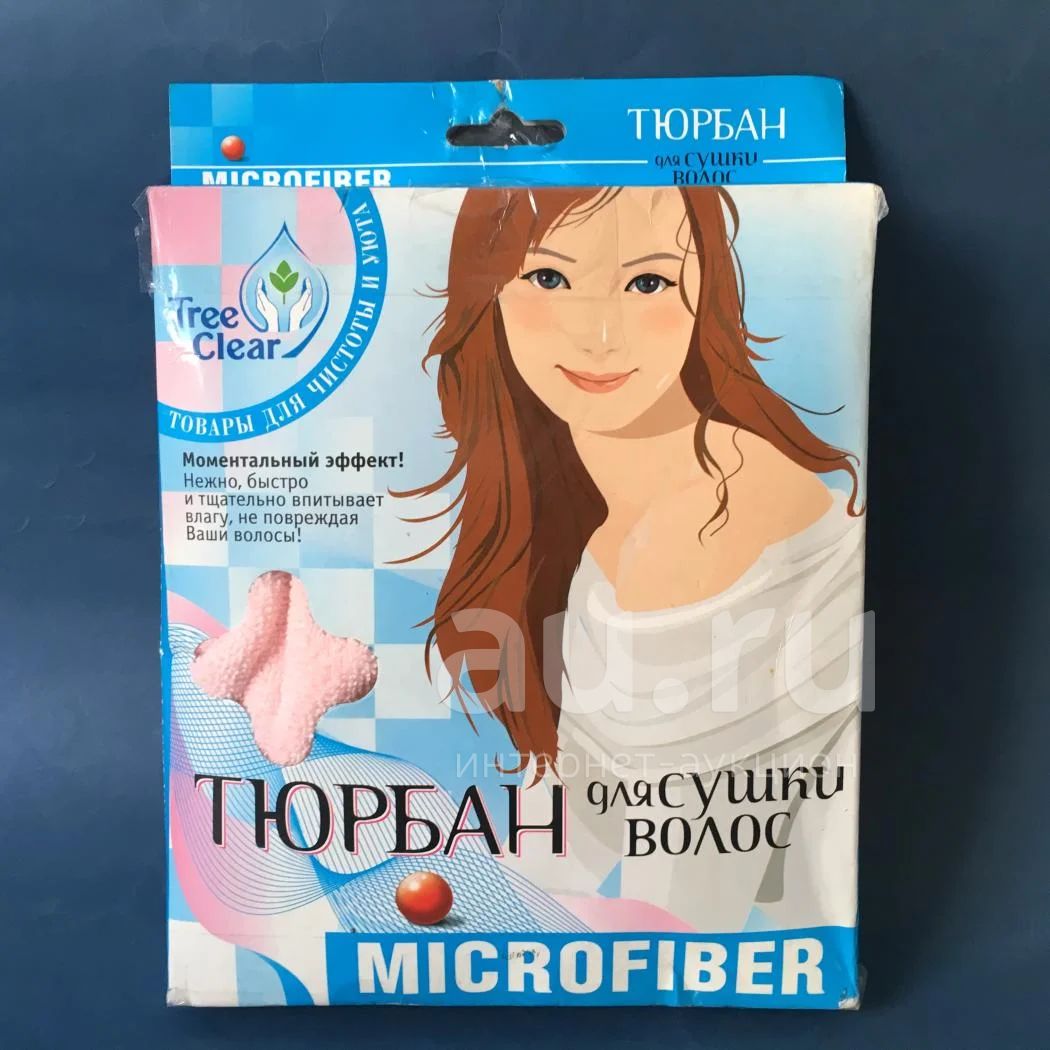 ТЮРБАН
для СУШКИ
ВОЛОС
MICROFIBER
Tree
Clear
ТОВАРЫ ДЛЯ ЧИСТОТЫ И УЮТА
Моментальный эффект!
Нежно, быстро
и тщательно впитывает
влагу, не повреждая
Ваши волосы!
au.ru
интернет-аукцион
ТЮРБАН
для СУШКИ
ВОЛОС
MICROFIBER